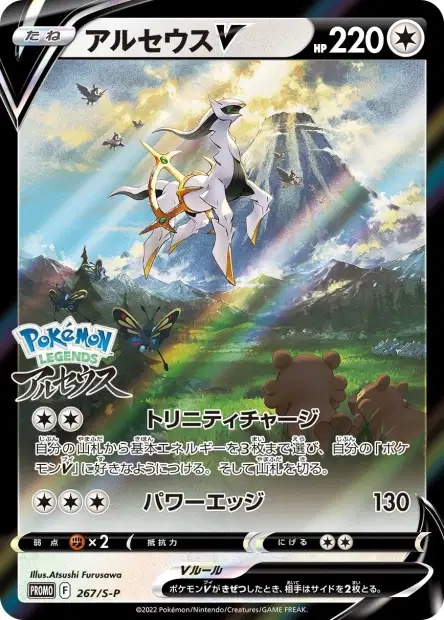 たね
アルセウスV
HP 220
Pokémon
LEGENDS
アルセウス
トリニティチャージ
自分の山札から基本エネルギーを3枚まで選び、自分の「ポケ
モンV」に好きなようにつける。そして山札を切る。
パワーエッジ 130
弱点 ×2 抵抗力 にげる
Illus.Atsushi Furusawa
Vルール
ポケモンVがきぜつしたとき、相手はサイドを2枚とる。
PROMO F 267/S-P
©2022 Pokémon/Nintendo/Creatures/GAME FREAK.